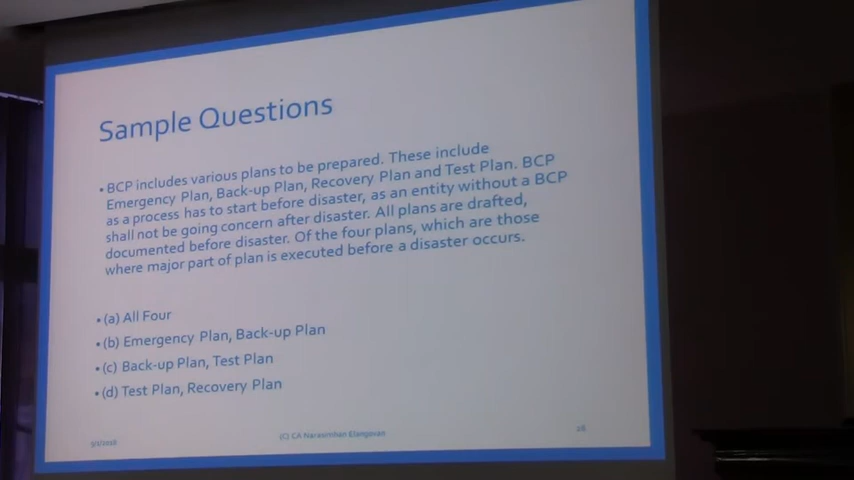 Sample Questions
• BCP includes various plans to be prepared. These include
Emergency Plan, Back-up Plan, Recovery Plan and Test Plan. BCP
as a process has to start before disaster, as an entity without a BCP
shall not be going concern after disaster. All plans are drafted,
documented before disaster. Of the four plans, which are those
where major part of plan is executed before a disaster occurs.
• (a) All Four
• (b) Emergency Plan, Back-up Plan
• (c) Back-up Plan, Test Plan
• (d) Test Plan, Recovery Plan
(C) CA Narasimhan Elangovan